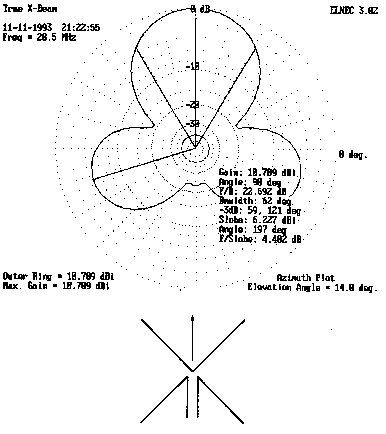 True X-Beam
0 dB
ELNEC 3.02
11-11-1993 21:22:55
Freq = 28.5 MHz
-10
-20
-30
0 deg.
Gain: 10.709 dBi
Angle: 90 deg
F/B: 22.692 dB
Bmwidth: 62 deg
-3dB: 59, 121 deg
Slobe: 6.227 dBi
Angle: 197 deg
F/Slobe: 4.482 dB
Outer Ring = 10.709 dBi
Max. Gain = 10.709 dBi
Azimuth Plot
Elevation Angle = 14.0 deg.